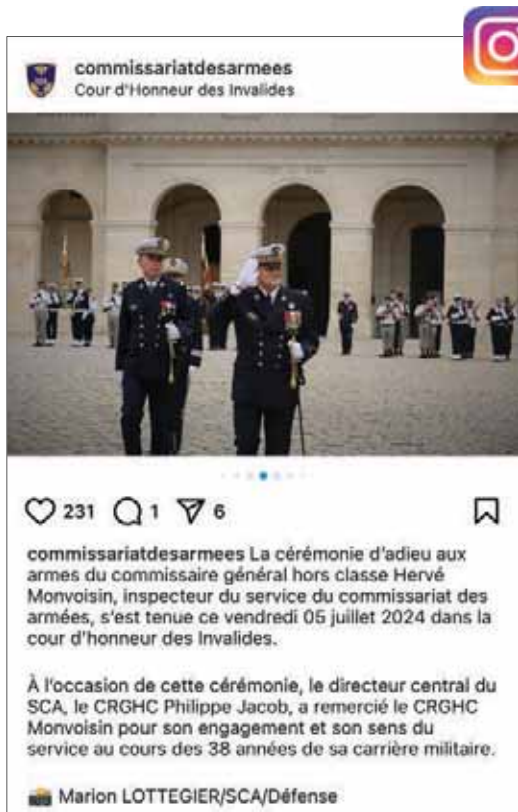 commissariatdesarmees
Cour d'Honneur des Invalides
231 1 6
commissariatdesarmees La cérémonie d'adieu aux
armes du commissaire général hors classe Hervé
Monvoisin, inspecteur du service du commissariat des
armées, s'est tenue ce vendredi 05 juillet 2024 dans la
cour d'honneur des Invalides.
À l'occasion de cette cérémonie, le directeur central du
SCA, le CRGHC Philippe Jacob, a remercié le CRGHC
Monvoisin pour son engagement et son sens du
service au cours des 38 années de sa carrière militaire.
Marion LOTTEGIER/SCA/Défense